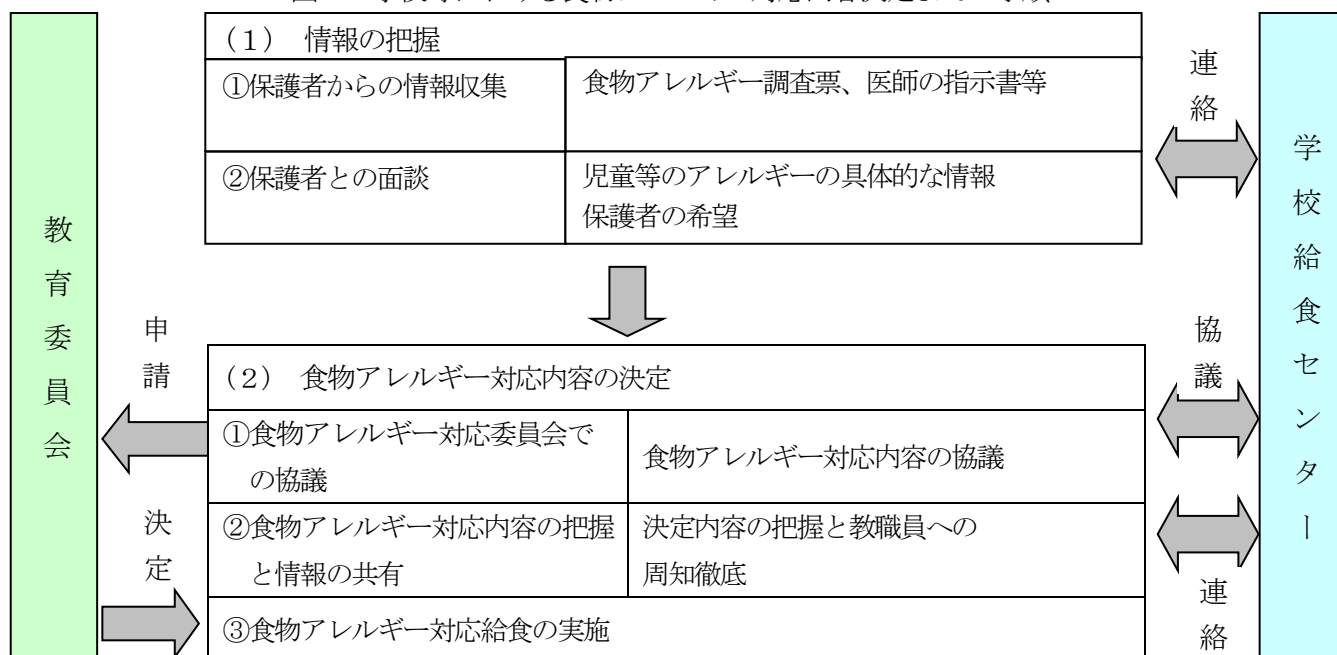 (1) 情報の把握
①保護者からの情報収集
食物アレルギー調査票、医師の指示書等
②保護者との面談
児童等のアレルギーの具体的な情報
保護者の希望
連絡
教育委員会
学校給食センター
申請
協議
(2) 食物アレルギー対応内容の決定
①食物アレルギー対応委員会で
の協議
食物アレルギー対応内容の協議
決定
②食物アレルギー対応内容の把握
と情報の共有
決定内容の把握と教職員への
周知徹底
③食物アレルギー対応給食の実施
連絡